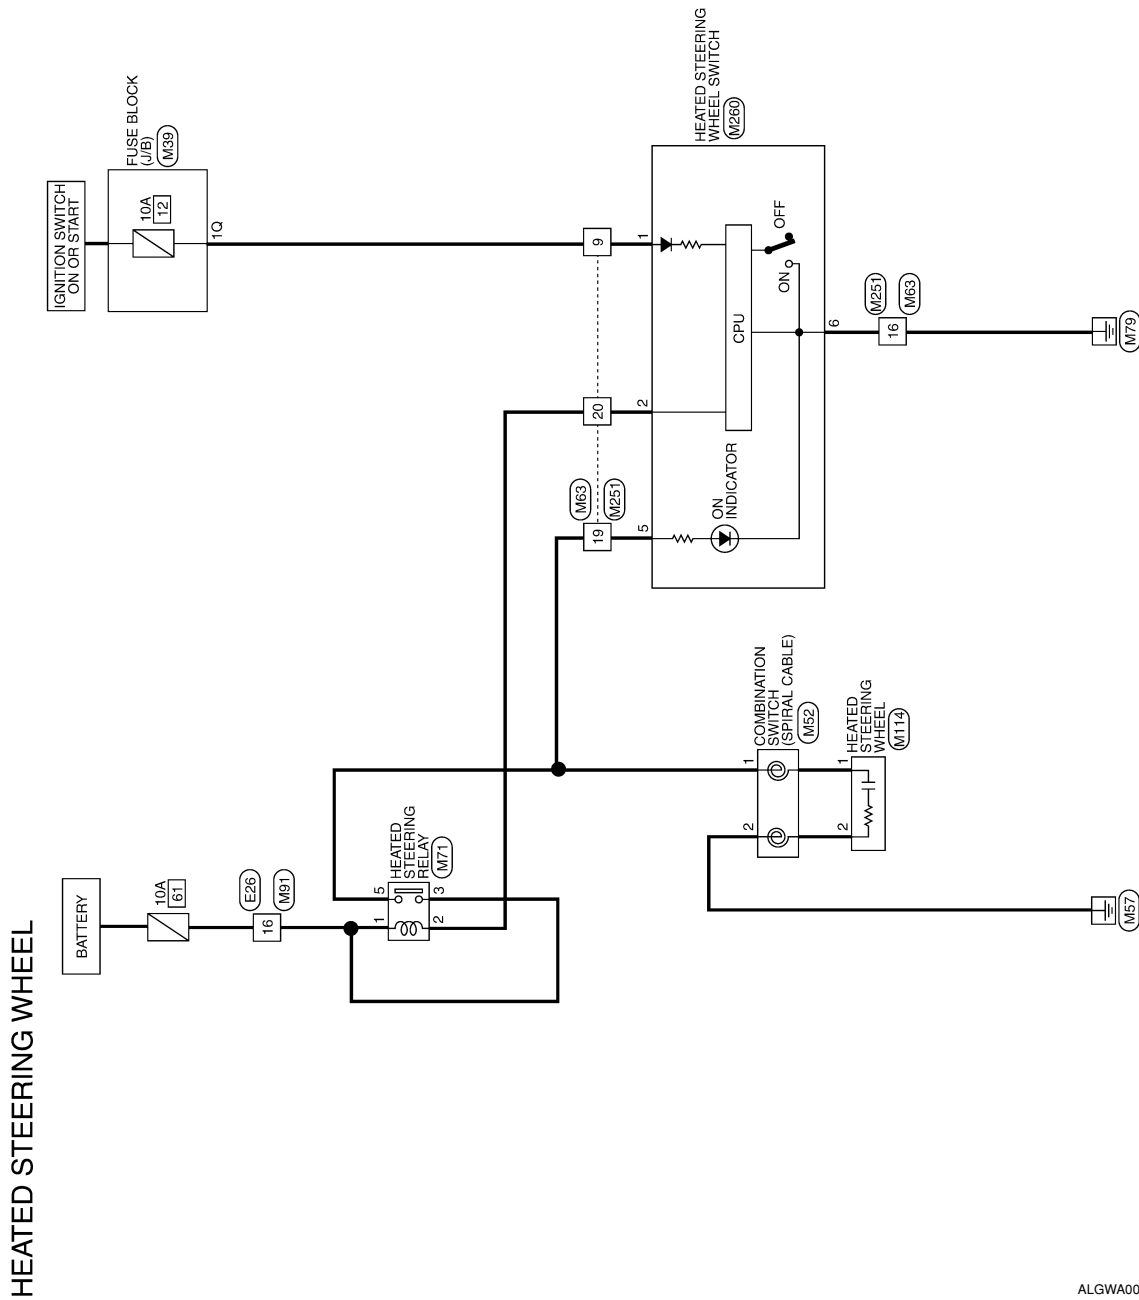 HEATED STEERING WHEEL
BATTERY
10A
61
E26
M91
16
HEATED
STEERING
RELAY
M71
1
5
2
3
IGNITION SWITCH
ON OR START
FUSE BLOCK
(J/B)
M39
10A
12
1Q
9
20
19
M63
M251
1
2
5
HEATED STEERING
WHEEL SWITCH
M260
CPU
OFF
ON
ON
INDICATOR
6
M251
M63
16
M79
COMBINATION
SWITCH
(SPIRAL CABLE)
M52
1
2
HEATED
STEERING
WHEEL
M114
1
2
M57
ALGWA00